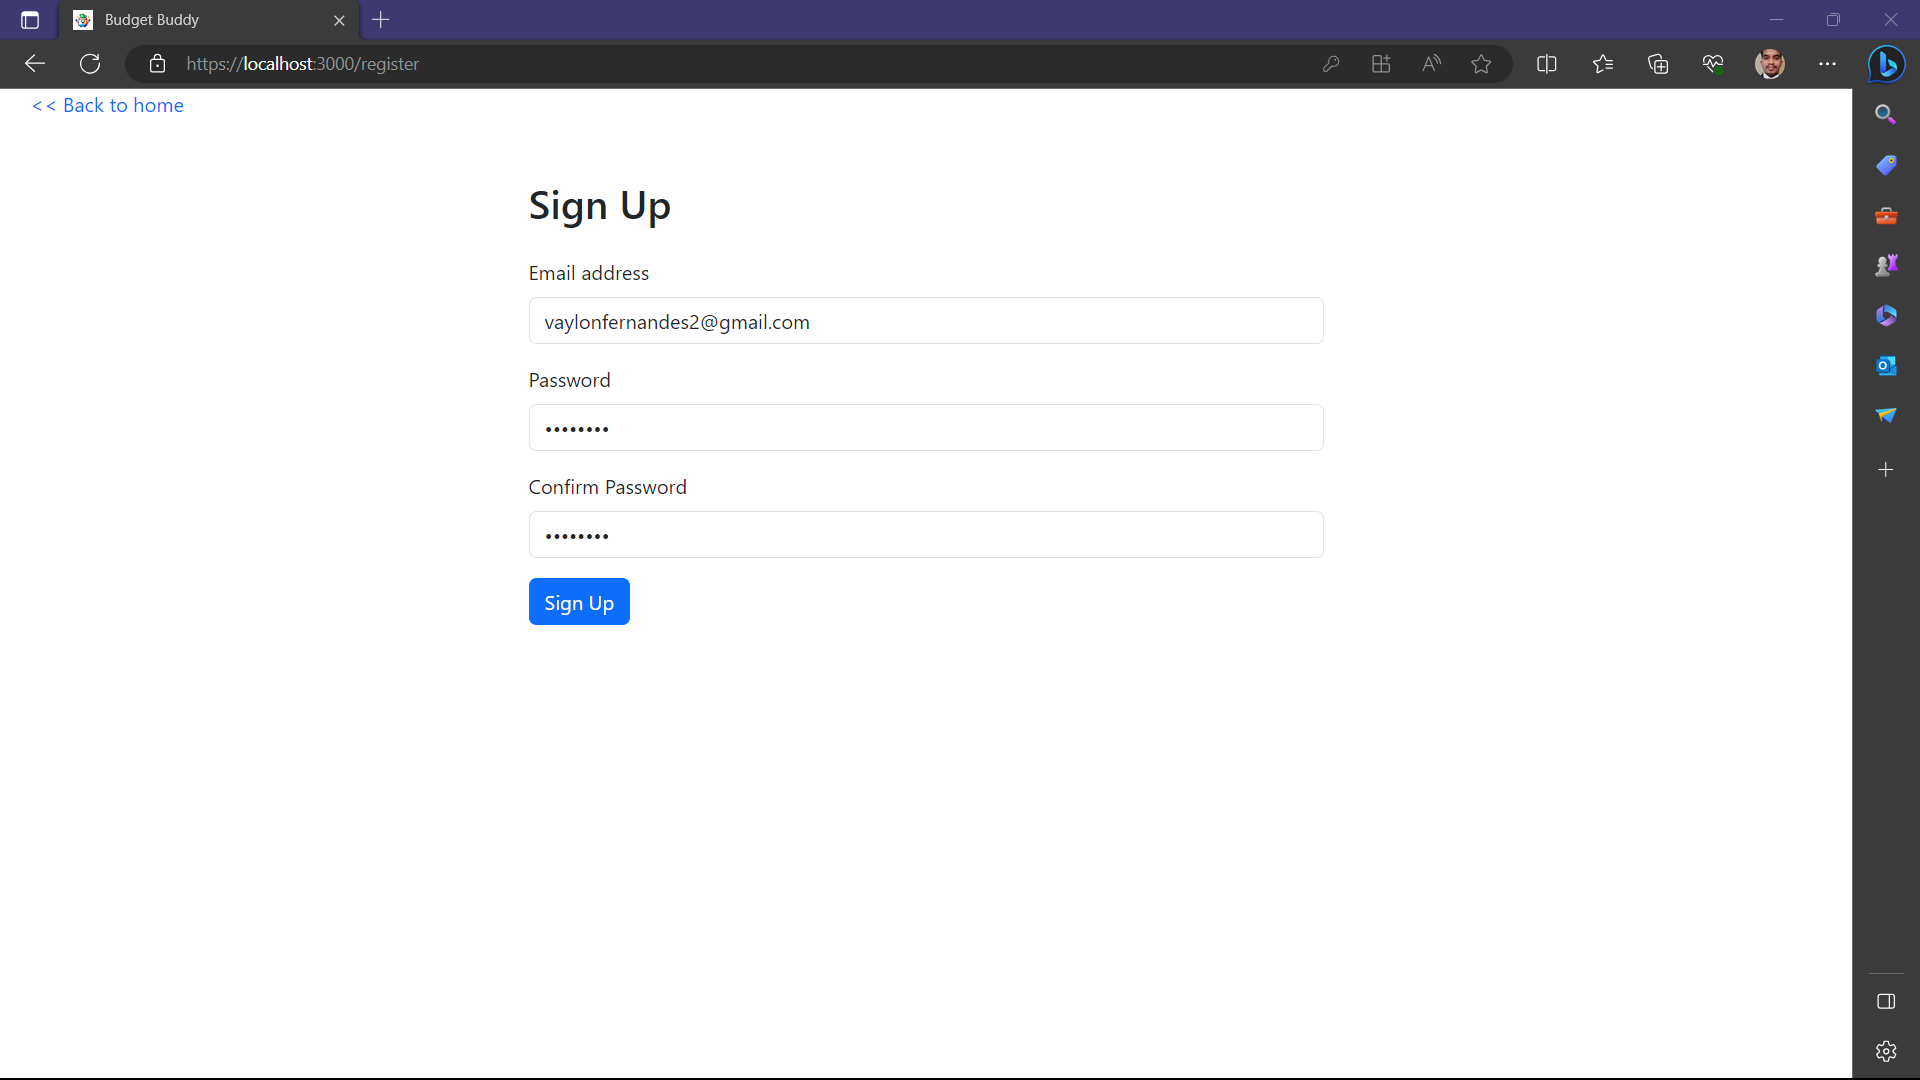 Budget Buddy
https://localhost:3000/register
<< Back to home
Sign Up
Email address
vaylonfernandes2@gmail.com
Password
••••••••
Confirm Password
••••••••
Sign Up